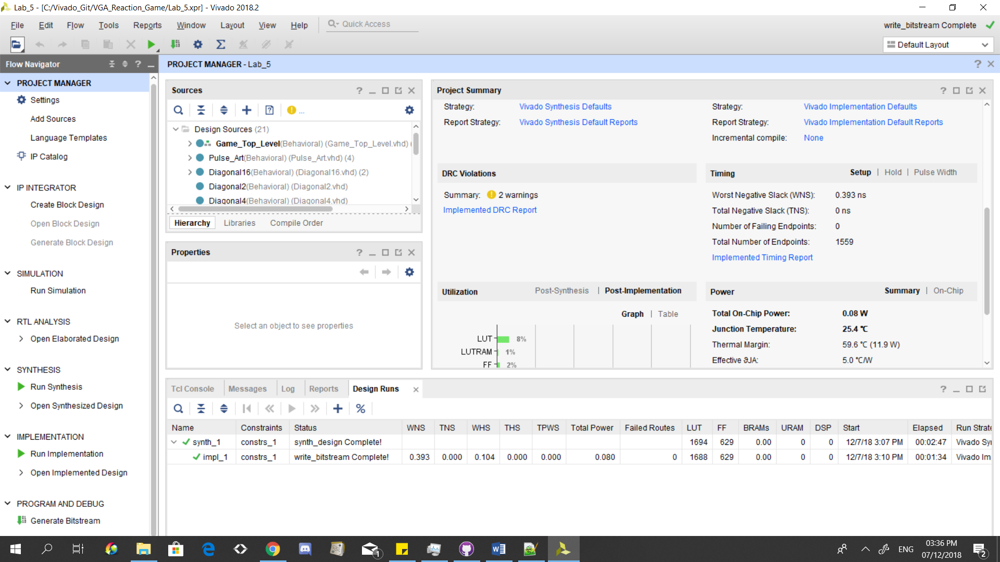 Lab_5 - [C:/Vivado_Git/VGA_Reaction_Game/Lab_5.xpr] - Vivado 2018.2
File Edit Flow Tools Reports Window Layout View Help Quick Access
write_bitstream Complete
Default Layout
Flow Navigator
PROJECT MANAGER - Lab_5
PROJECT MANAGER
Settings
Add Sources
Language Templates
IP Catalog
IP INTEGRATOR
Create Block Design
Open Block Design
Generate Block Design
SIMULATION
Run Simulation
RTL ANALYSIS
Open Elaborated Design
SYNTHESIS
Run Synthesis
Open Synthesized Design
IMPLEMENTATION
Run Implementation
Open Implemented Design
PROGRAM AND DEBUG
Generate Bitstream
Sources
...
Design Sources (21)
Game_Top_Level(Behavioral) (Game_Top_Level.vhd) (
Pulse_Art(Behavioral) (Pulse_Art.vhd) (4)
Diagonal16(Behavioral) (Diagonal16.vhd) (2)
Diagonal2(Behavioral) (Diagonal2.vhd)
Diagonal4(Behavioral) (Diagonal4.vhd)
Hierarchy Libraries Compile Order
Properties
Select an object to see properties
Project Summary
Strategy: Vivado Synthesis Defaults
Report Strategy: Vivado Synthesis Default Reports
Strategy: Vivado Implementation Defaults
Report Strategy: Vivado Implementation Default Reports
Incremental compile: None
DRC Violations
Summary: 2 warnings
Implemented DRC Report
Timing Setup | Hold | Pulse Width
Worst Negative Slack (WNS): 0.393 ns
Total Negative Slack (TNS): 0 ns
Number of Failing Endpoints: 0
Total Number of Endpoints: 1559
Implemented Timing Report
Utilization Post-Synthesis | Post-Implementation
Graph | Table
LUT 8%
LUTRAM 1%
FF 2%
Power Summary | On-Chip
Total On-Chip Power: 0.08 W
Junction Temperature: 25.4 °C
Thermal Margin: 59.6 °C (11.9 W)
Effective ϑJA: 5.0 °C/W
Tcl Console Messages Log Reports Design Runs
Name Constraints Status WNS TNS WHS THS TPWS Total Power Failed Routes LUT FF BRAMs URAM DSP Start Elapsed Run Strate
synth_1 constrs_1 synth_design Complete! 1694 629 0.00 0 0 12/7/18 3:07 PM 00:02:47 Vivado Sy
impl_1 constrs_1 write_bitstream Complete! 0.393 0.000 0.104 0.000 0.000 0.080 0 1688 629 0.00 0 0 12/7/18 3:10 PM 00:01:34 Vivado Im
1
ENG
03:36 PM
07/12/2018
2